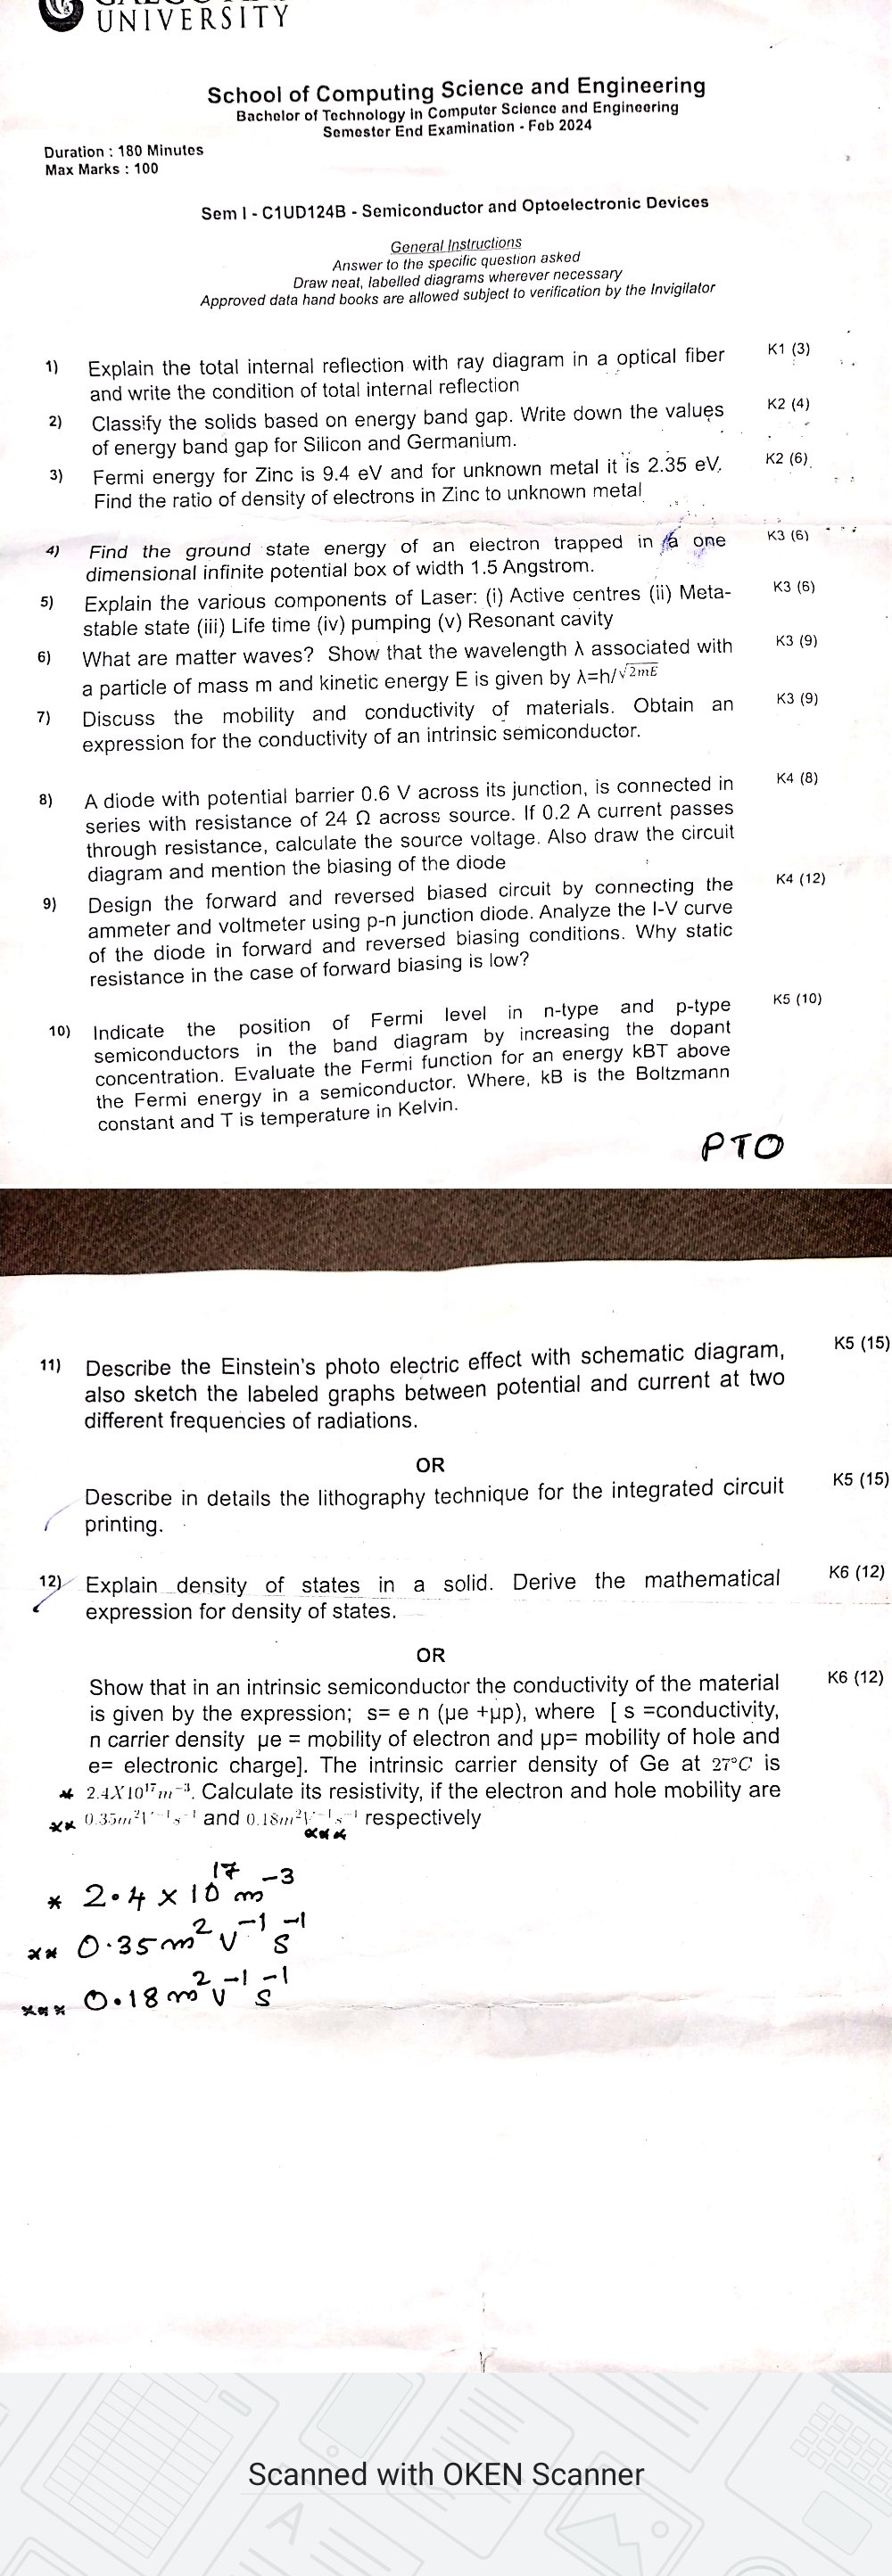 UNIVERSITY
School of Computing Science and Engineering
Bachelor of Technology in Computer Science and Engineering
Semester End Examination - Feb 2024
Duration : 180 Minutes
Max Marks : 100
Sem I - C1UD124B - Semiconductor and Optoelectronic Devices
General Instructions
Answer to the specific question asked
Draw neat, labelled diagrams wherever necessary
Approved data hand books are allowed subject to verification by the Invigilator
1) Explain the total internal reflection with ray diagram in a optical fiber K1 (3)
and write the condition of total internal reflection
2) Classify the solids based on energy band gap. Write down the values K2 (4)
of energy band gap for Silicon and Germanium.
3) Fermi energy for Zinc is 9.4 eV and for unknown metal it is 2.35 eV. K2 (6)
Find the ratio of density of electrons in Zinc to unknown metal
4) Find the ground state energy of an electron trapped in a one K3 (6)
dimensional infinite potential box of width 1.5 Angstrom.
5) Explain the various components of Laser: (i) Active centres (ii) Meta- K3 (6)
stable state (iii) Life time (iv) pumping (v) Resonant cavity
6) What are matter waves? Show that the wavelength λ associated with K3 (9)
a particle of mass m and kinetic energy E is given by λ=h/√2mE
7) Discuss the mobility and conductivity of materials. Obtain an K3 (9)
expression for the conductivity of an intrinsic semiconductor.
8) A diode with potential barrier 0.6 V across its junction, is connected in K4 (8)
series with resistance of 24 Ω across source. If 0.2 A current passes
through resistance, calculate the source voltage. Also draw the circuit
diagram and mention the biasing of the diode
9) Design the forward and reversed biased circuit by connecting the K4 (12)
ammeter and voltmeter using p-n junction diode. Analyze the I-V curve
of the diode in forward and reversed biasing conditions. Why static
resistance in the case of forward biasing is low?
10) Indicate the position of Fermi level in n-type and p-type K5 (10)
semiconductors in the band diagram by increasing the dopant
concentration. Evaluate the Fermi function for an energy kBT above
the Fermi energy in a semiconductor. Where, kB is the Boltzmann
constant and T is temperature in Kelvin.
PTO
11) Describe the Einstein's photo electric effect with schematic diagram, K5 (15)
also sketch the labeled graphs between potential and current at two
different frequencies of radiations.
OR
Describe in details the lithography technique for the integrated circuit K5 (15)
printing.
12) Explain density of states in a solid. Derive the mathematical K6 (12)
expression for density of states.
OR
Show that in an intrinsic semiconductor the conductivity of the material K6 (12)
is given by the expression; s= e n (μe +μp), where [ s =conductivity,
n carrier density μe = mobility of electron and μp= mobility of hole and
e= electronic charge]. The intrinsic carrier density of Ge at 27°C is
* 2.4X10¹⁷m⁻³. Calculate its resistivity, if the electron and hole mobility are
** 0.35m²V⁻¹s⁻¹ and 0.18m²V⁻¹s⁻¹ respectively
***
* 2.4 × 10¹⁷ m⁻³
** 0.35 m² V⁻¹ S⁻¹
*** 0.18 m² V⁻¹ S⁻¹
Scanned with OKEN Scanner